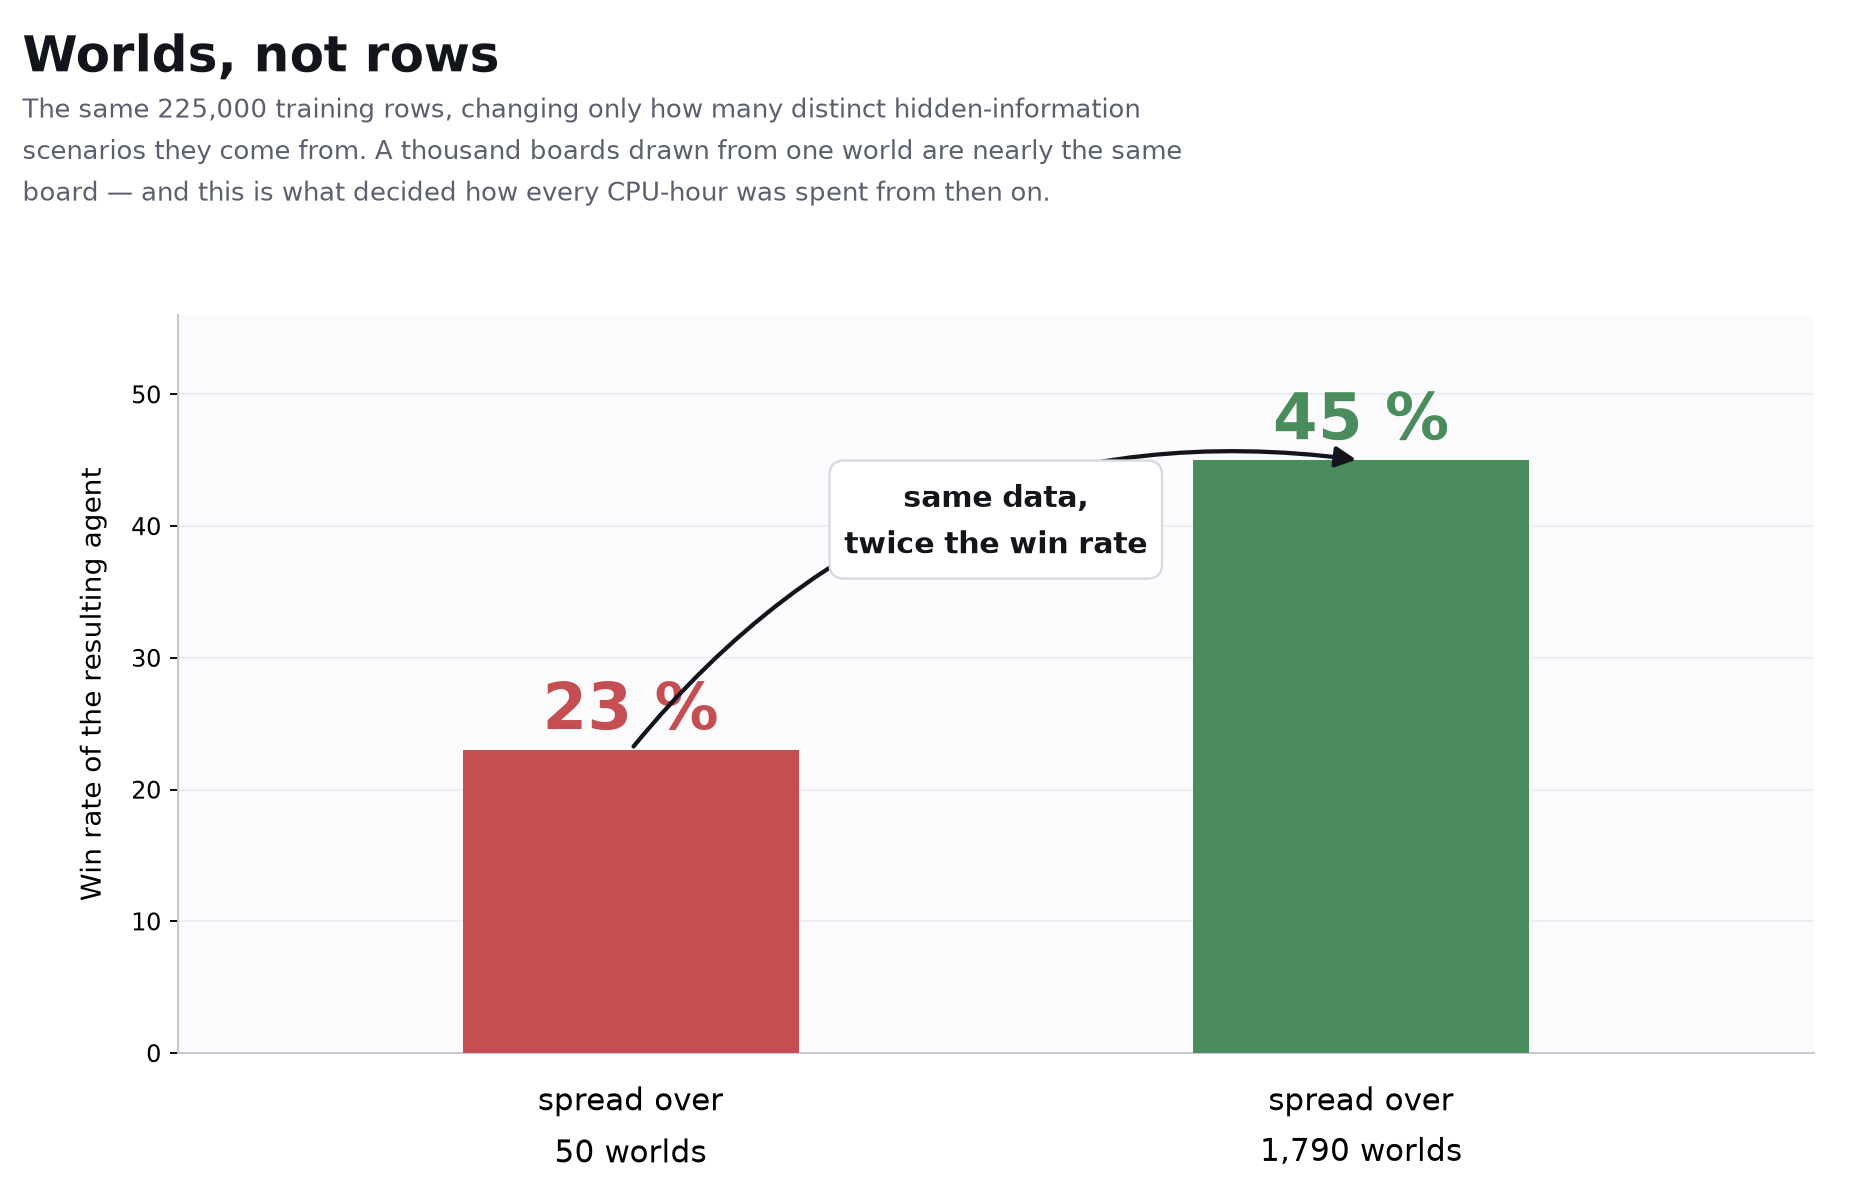 Worlds, not rows
The same 225,000 training rows, changing only how many distinct hidden-information
scenarios they come from. A thousand boards drawn from one world are nearly the same
board — and this is what decided how every CPU-hour was spent from then on.
Win rate of the resulting agent
50
40
30
20
10
0
45 %
same data,
twice the win rate
23 %
spread over
50 worlds
spread over
1,790 worlds